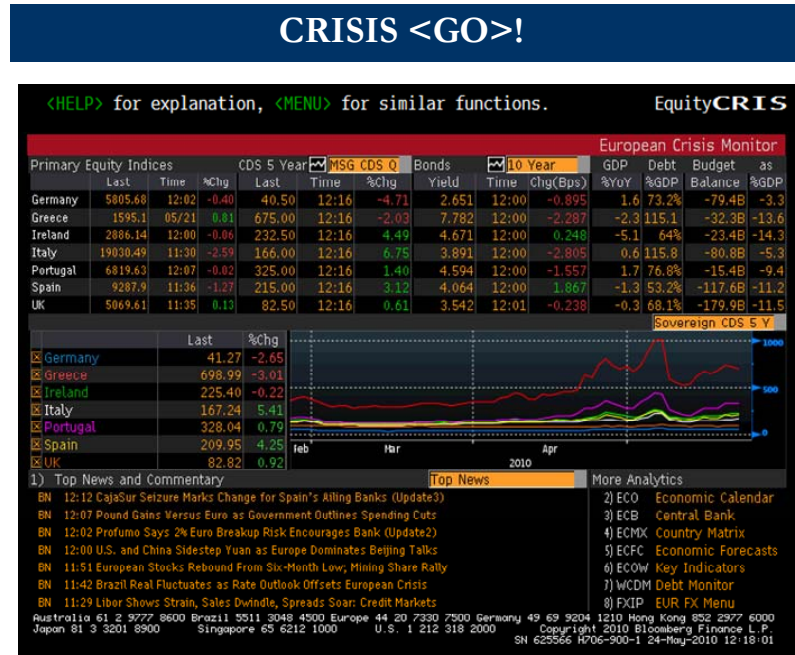 CRISIS <GO>!
<HELP> for explanation, <MENU> for similar functions. EquityCRIS
European Crisis Monitor
Primary Equity Indices CDS 5 Year MSG CDS Q Bonds 10 Year GDP Debt Budget as
Last Time %Chg Last Time %Chg Yield Time Chg(Bps) %YoY %GDP Balance %GDP
Germany 5805.68 12:02 -0.40 40.50 12:16 -4.71 2.651 12:00 -0.895 1.6 73.2% -79.4B -3.3
Greece 1595.1 05/21 0.81 675.00 12:16 -2.03 7.782 12:00 -2.287 -2.3 115.1 -32.3B -13.6
Ireland 2886.14 12:00 -0.06 232.50 12:16 4.49 4.671 12:00 0.248 -5.1 64% -23.4B -14.3
Italy 19030.49 11:30 -2.59 166.00 12:16 6.75 3.891 12:00 -2.805 0.6 115.8 -80.8B -5.3
Portugal 6819.63 12:07 -0.02 325.00 12:16 1.40 4.594 12:00 -1.557 1.7 76.8% -15.4B -9.4
Spain 9287.9 11:36 -1.27 215.00 12:16 3.12 4.064 12:00 1.867 -1.3 53.2% -117.6B -11.2
UK 5069.61 11:35 0.13 82.50 12:16 0.61 3.542 12:01 -0.238 -0.3 68.1% -179.9B -11.5
Sovereign CDS 5 Y
Last %Chg
Germany 41.27 -2.65
Greece 698.99 -3.01
Ireland 225.40 -0.22
Italy 167.24 5.41
Portugal 328.04 0.79
Spain 209.95 4.25
UK 82.82 0.92
1000
500
0
Feb Mar Apr
2010
1) Top News and Commentary Top News More Analytics
BN 12:12 CajaSur Seizure Marks Change for Spain's Ailing Banks (Update3) 2) ECO Economic Calendar
BN 12:07 Pound Gains Versus Euro as Government Outlines Spending Cuts 3) ECB Central Bank
BN 12:02 Profumo Says 2% Euro Breakup Risk Encourages Bank (Update2) 4) ECMX Country Matrix
BN 12:00 U.S. and China Sidestep Yuan as Europe Dominates Beijing Talks 5) ECFC Economic Forecasts
BN 11:51 European Stocks Rebound From Six-Month Low; Mining Share Rally 6) ECOW Key Indicators
BN 11:42 Brazil Real Fluctuates as Rate Outlook Offsets European Crisis 7) WCDM Debt Monitor
BN 11:29 Libor Shows Strain, Sales Dwindle, Spreads Soar: Credit Markets 8) FXIP EUR FX Menu
Australia 61 2 9777 8600 Brazil 5511 3048 4500 Europe 44 20 7330 7500 Germany 49 69 9204 1210 Hong Kong 852 2977 6000
Japan 81 3 3201 8900 Singapore 65 6212 1000 U.S. 1 212 318 2000 Copyright 2010 Bloomberg Finance L.P.
SN 625566 H706-900-1 24-May-2010 12:18:01